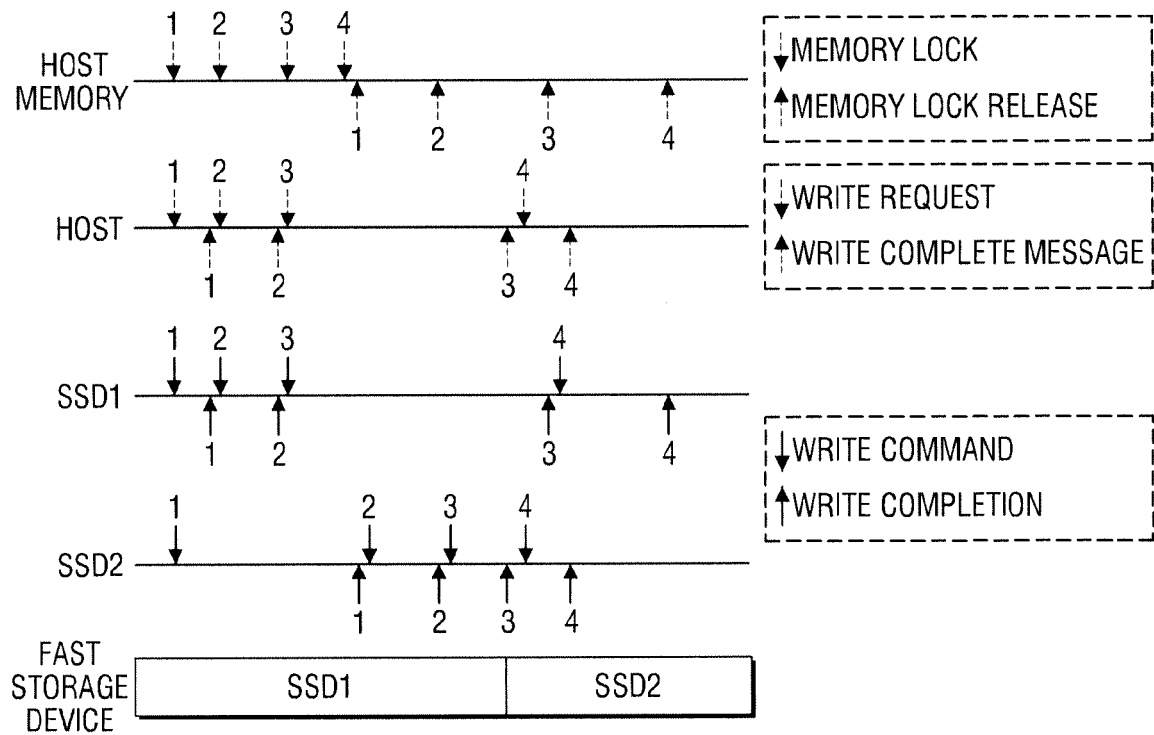 1 2 3 4
HOST
MEMORY
1 2 3 4
MEMORY LOCK
MEMORY LOCK RELEASE
1 2 3 4
HOST
1 2 3 4
WRITE REQUEST
WRITE COMPLETE MESSAGE
1 2 3 4
SSD1
1 2 3 4
WRITE COMMAND
WRITE COMPLETION
1 2 3 4
SSD2
1 2 3 4
FAST
STORAGE
DEVICE
SSD1 SSD2